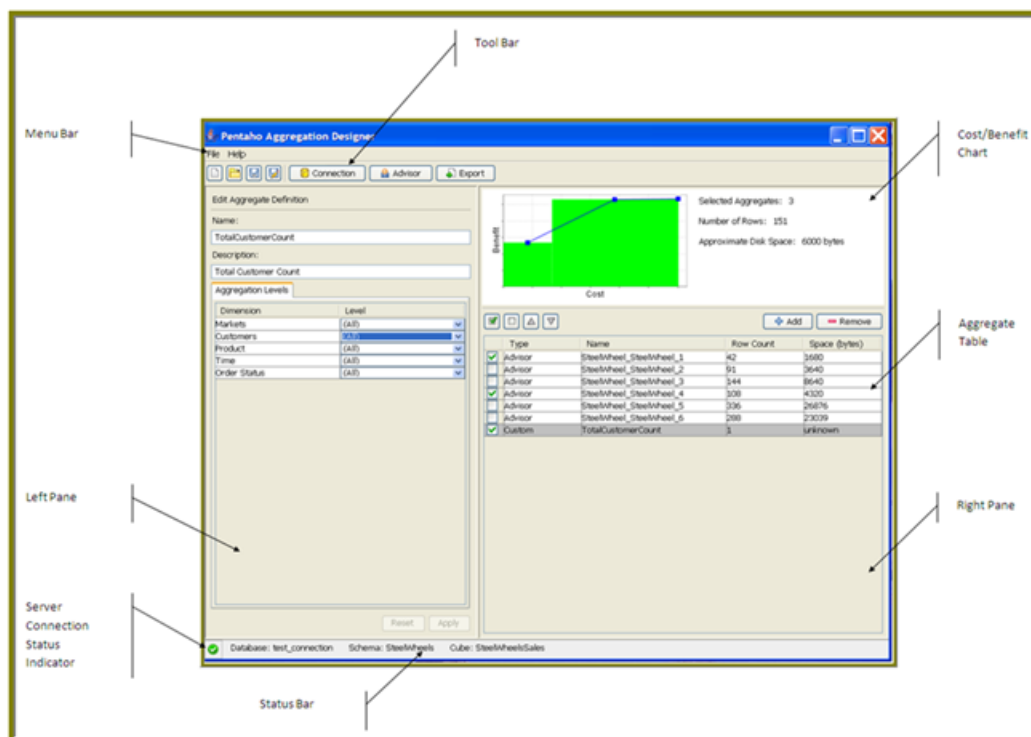 Tool Bar
Menu Bar
Cost/Benefit
Chart
Pentaho Aggregation Designer
File Help
Connection Advisor Export
Edit Aggregate Definition
Name:
TotalCustomerCount
Description:
Total Customer Count
Aggregation Levels
Dimension Level
Markets (All)
Customers (All)
Product (All)
Time (All)
Order Status (All)
Benefit
Cost
Selected Aggregates: 3
Number of Rows: 151
Approximate Disk Space: 6000 bytes
Add Remove
Type Name Row Count Space (bytes)
Advisor SteelWheel_SteelWheel_1 42 1680
Advisor SteelWheel_SteelWheel_2 91 3640
Advisor SteelWheel_SteelWheel_3 144 8640
Advisor SteelWheel_SteelWheel_4 108 4320
Advisor SteelWheel_SteelWheel_5 336 26876
Advisor SteelWheel_SteelWheel_6 288 23039
Custom TotalCustomerCount 1 unknown
Aggregate
Table
Left Pane
Right Pane
Reset Apply
Server
Connection
Status
Indicator
Database: test_connection Schema: SteelWheels Cube: SteelWheelsSales
Status Bar